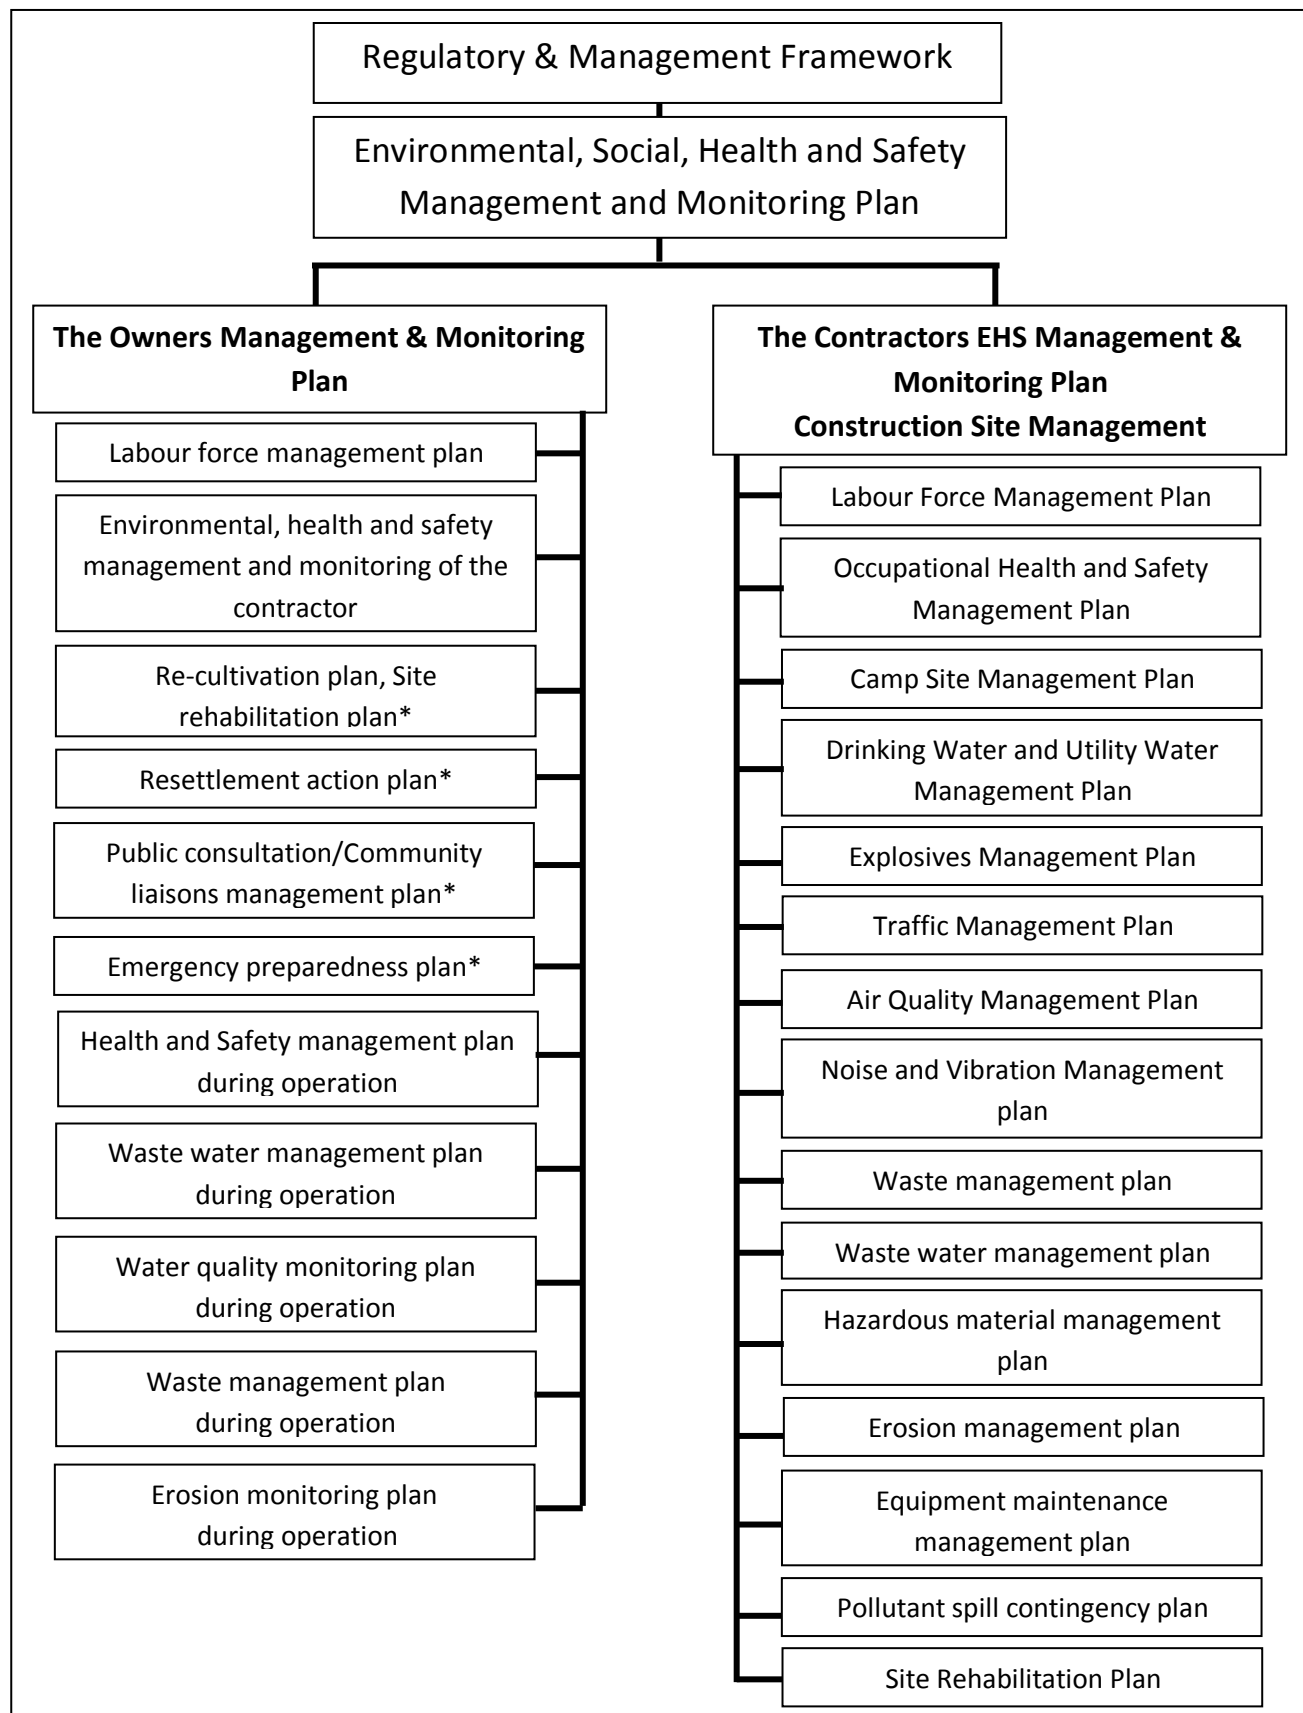 Regulatory & Management Framework
Environmental, Social, Health and Safety
Management and Monitoring Plan
The Owners Management & Monitoring
Plan
Labour force management plan
Environmental, health and safety
management and monitoring of the
contractor
Re-cultivation plan, Site
rehabilitation plan*
Resettlement action plan*
Public consultation/Community
liaisons management plan*
Emergency preparedness plan*
Health and Safety management plan
during operation
Waste water management plan
during operation
Water quality monitoring plan
during operation
Waste management plan
during operation
Erosion monitoring plan
during operation
The Contractors EHS Management &
Monitoring Plan
Construction Site Management
Labour Force Management Plan
Occupational Health and Safety
Management Plan
Camp Site Management Plan
Drinking Water and Utility Water
Management Plan
Explosives Management Plan
Traffic Management Plan
Air Quality Management Plan
Noise and Vibration Management
plan
Waste management plan
Waste water management plan
Hazardous material management
plan
Erosion management plan
Equipment maintenance
management plan
Pollutant spill contingency plan
Site Rehabilitation Plan